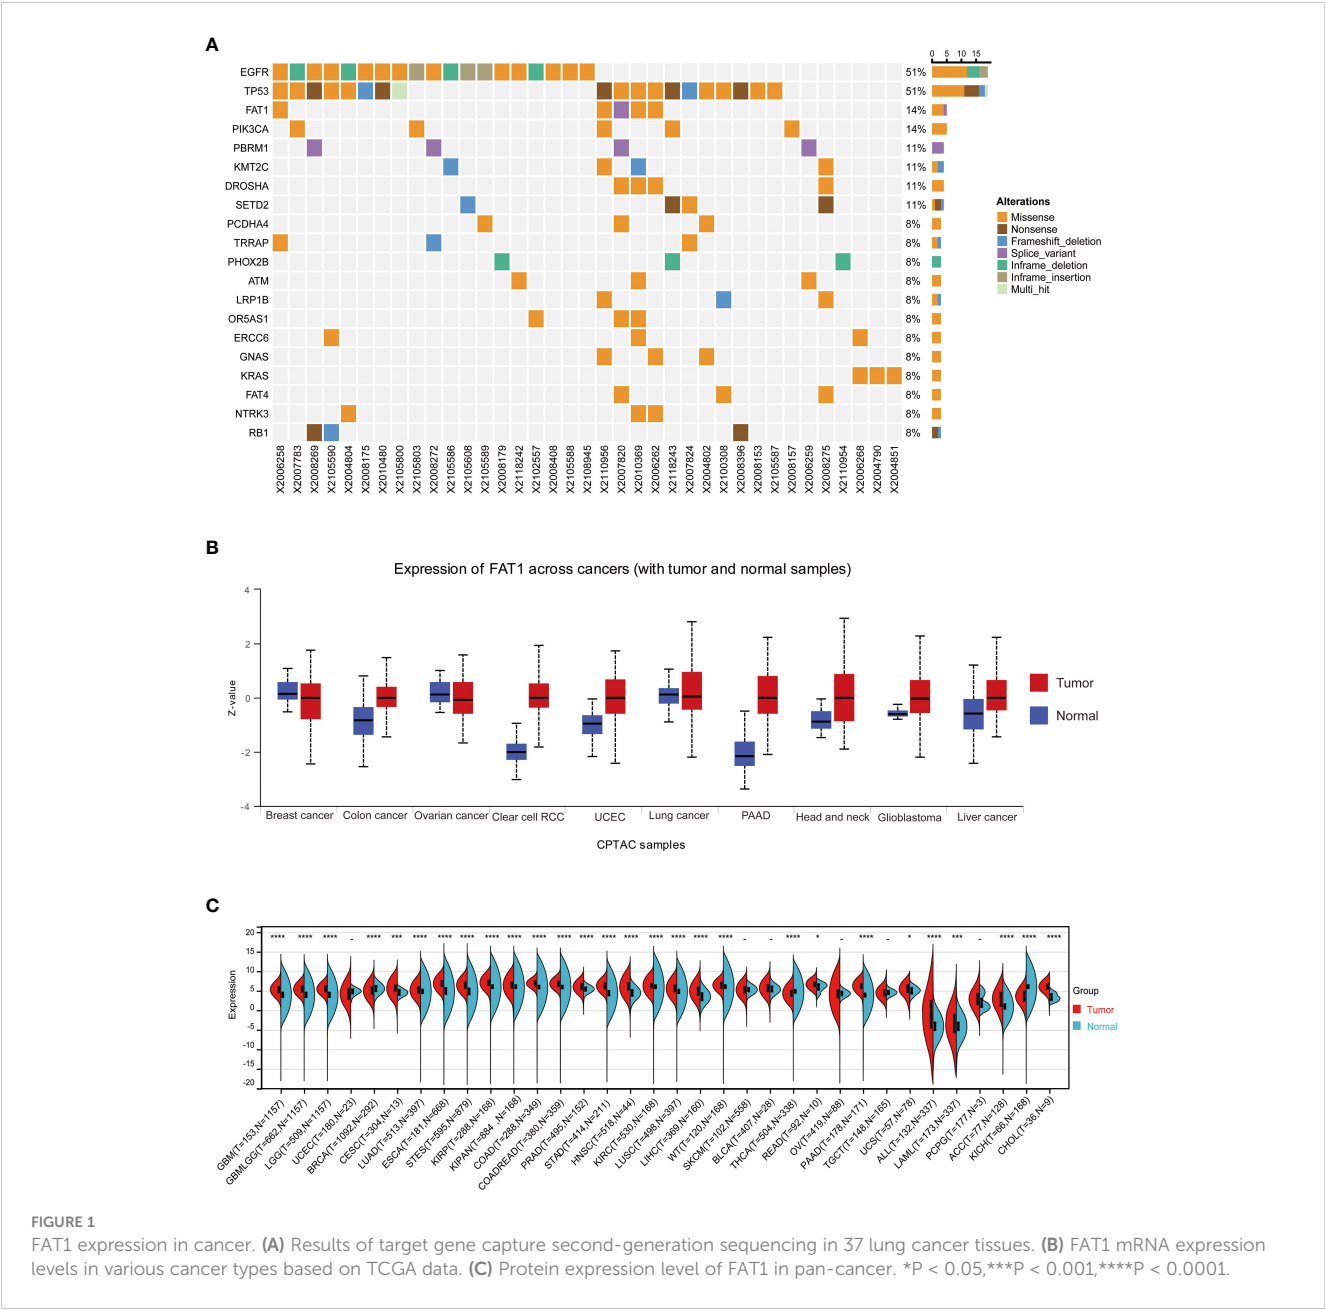 A
0 5 10 15
EGFR 51%
TP53 51%
FAT1 14%
PIK3CA 14%
PBRM1 11%
KMT2C 11%
DROSHA 11%
SETD2 11%
PCDHA4 8%
TRRAP 8%
PHOX2B 8%
ATM 8%
LRP1B 8%
OR5AS1 8%
ERCC6 8%
GNAS 8%
KRAS 8%
FAT4 8%
NTRK3 8%
RB1 8%
Alterations
Missense
Nonsense
Frameshift_deletion
Splice_variant
Inframe_deletion
Inframe_insertion
Multi_hit
X2006258
X2007783
X2008269
X2105590
X2004804
X2008175
X2010480
X2105800
X2105803
X2008272
X2105586
X2105608
X2105589
X2008179
X2118242
X2102557
X2008408
X2105588
X2108945
X2110956
X2007820
X2010369
X2006262
X2118243
X2007824
X2004802
X2100308
X2008396
X2008153
X2105587
X2008157
X2006259
X2008275
X2110954
X2006268
X2004790
X2004851
B
Expression of FAT1 across cancers (with tumor and normal samples)
Z-value
4
2
0
-2
-4
Tumor
Normal
Breast cancer Colon cancer Ovarian cancer Clear cell RCC UCEC Lung cancer PAAD Head and neck Glioblastoma Liver cancer
CPTAC samples
C
Expression
20
15
10
5
0
-5
-10
-15
-20
**** **** **** - **** *** **** **** **** **** **** **** **** **** **** **** **** **** **** **** - - **** * - **** - * **** *** - **** **** ****
Group
Tumor
Normal
GBM(T=153,N=1157)
GBMLGG(T=662,N=1157)
LGG(T=509,N=1157)
UCEC(T=180,N=23)
BRCA(T=1092,N=292)
CESC(T=304,N=13)
LUAD(T=513,N=397)
ESCA(T=181,N=668)
STES(T=595,N=879)
KIRP(T=288,N=168)
KIPAN(T=884 ,N=168)
COAD(T=288,N=349)
COADREAD(T=380,N=359)
PRAD(T=495,N=152)
STAD(T=414,N=211)
HNSC(T=518,N=44)
KIRC(T=530,N=168)
LUSC(T=498,N=397)
LIHC(T=369,N=160)
WT(T=120,N=168)
SKCM(T=102,N=558)
BLCA(T=407,N=28)
THCA(T=504,N=338)
READ(T=92,N=10)
OV(T=419,N=88)
PAAD(T=178,N=171)
TGCT(T=148,N=165)
UCS(T=57,N=78)
ALL(T=132,N=337)
LAML(T=173,N=337)
PCPG(T=177,N=3)
ACC(T=77,N=128)
KICH(T=66,N=168)
CHOL(T=36,N=9)
FIGURE 1
FAT1 expression in cancer. (A) Results of target gene capture second-generation sequencing in 37 lung cancer tissues. (B) FAT1 mRNA expression
levels in various cancer types based on TCGA data. (C) Protein expression level of FAT1 in pan-cancer. *P < 0.05,***P < 0.001,****P < 0.0001.